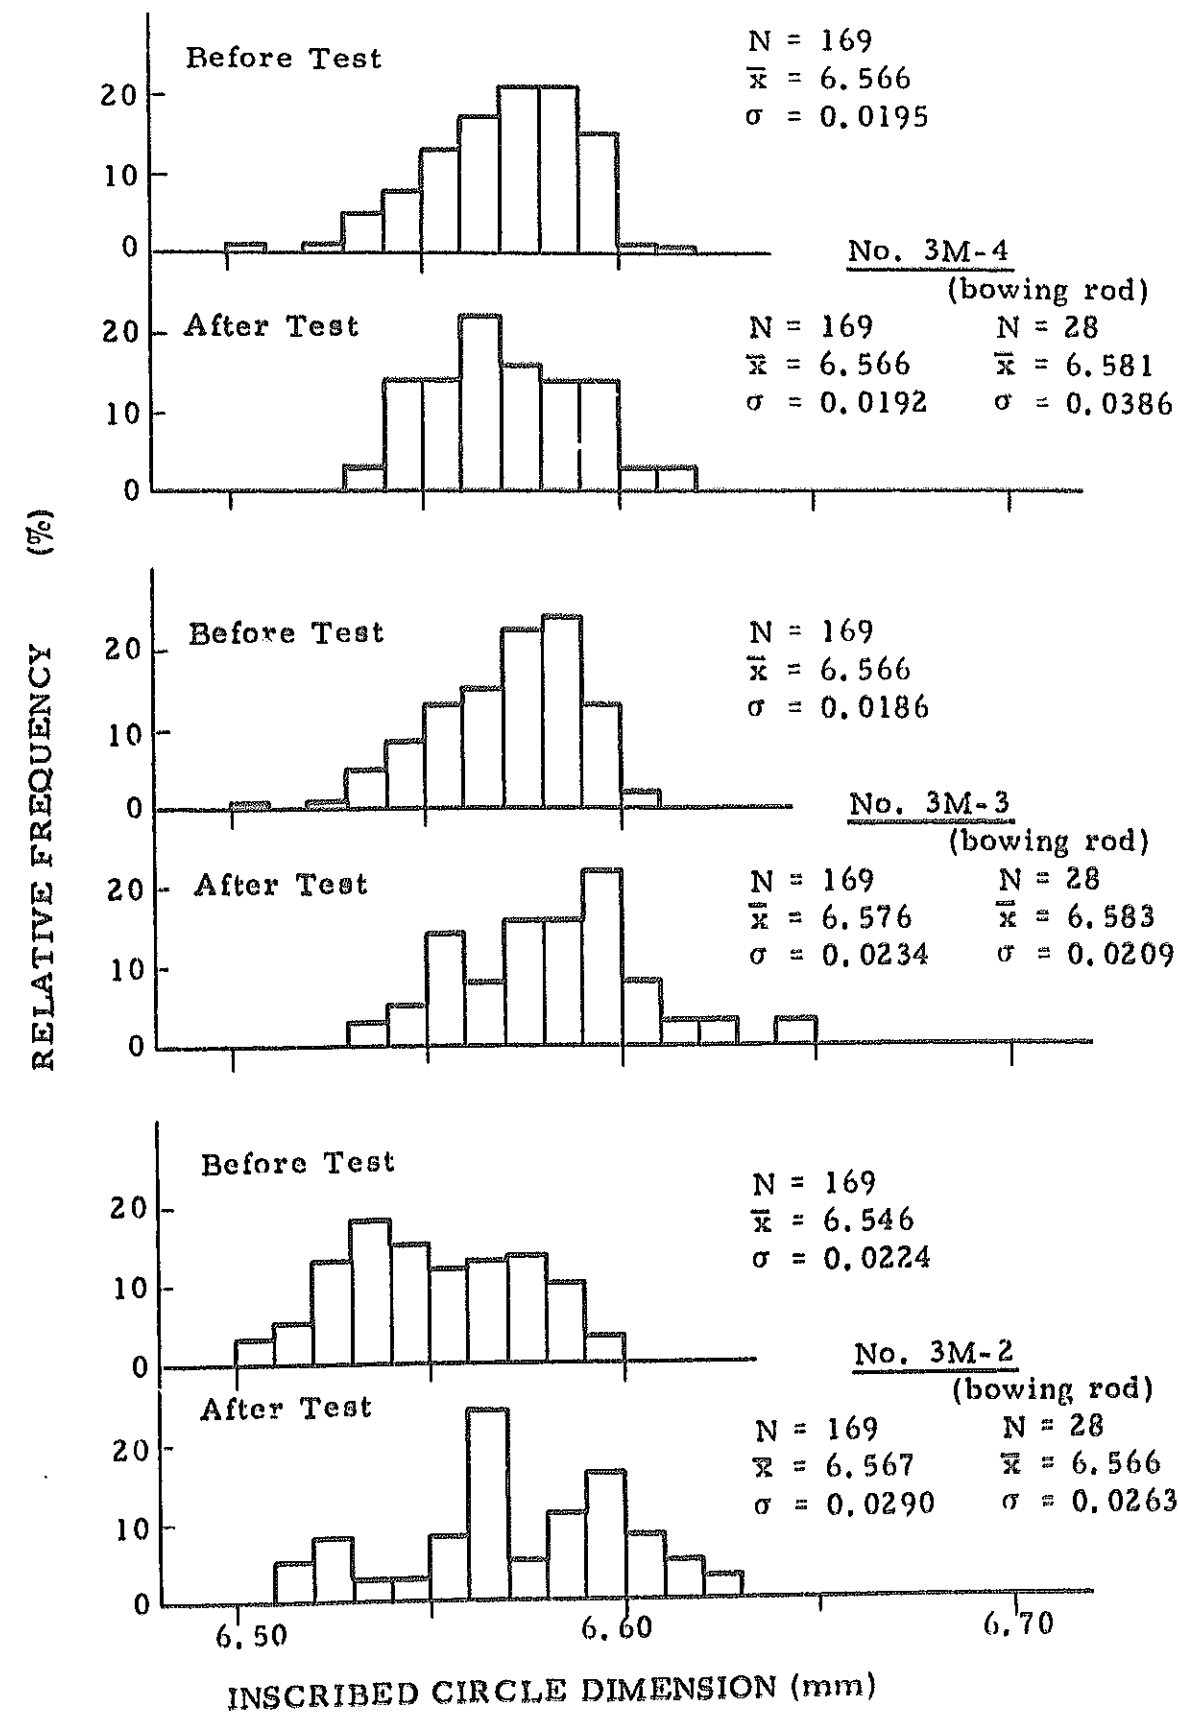 Before Test
N = 169
x̄ = 6.566
σ = 0.0195
20
10
0
No. 3M-4
(bowing rod)
After Test
N = 169 N = 28
x̄ = 6.566 x̄ = 6.581
σ = 0.0192 σ = 0.0386
20
10
0
RELATIVE FREQUENCY (%)
Before Test
N = 169
x̄ = 6.566
σ = 0.0186
20
10
0
No. 3M-3
(bowing rod)
After Test
N = 169 N = 28
x̄ = 6.576 x̄ = 6.583
σ = 0.0234 σ = 0.0209
20
10
0
Before Test
N = 169
x̄ = 6.546
σ = 0.0224
20
10
0
No. 3M-2
(bowing rod)
After Test
N = 169 N = 28
x̄ = 6.567 x̄ = 6.566
σ = 0.0290 σ = 0.0263
20
10
0
6.50 6.60 6.70
INSCRIBED CIRCLE DIMENSION (mm)